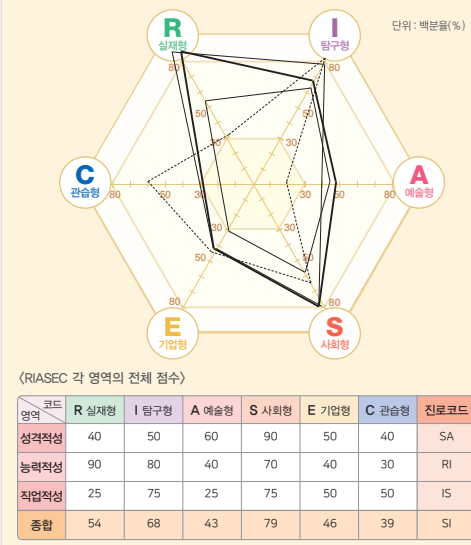 R
실재형
I
탐구형
단위 : 백분율(%)
80
80
50
50
30
30
C
관습형
80
50
30
30
50
80
A
예술형
30
30
50
50
80
E
기업형
S
사회형
〈RIASEC 각 영역의 전체 점수〉
코드 영역 R 실재형 I 탐구형 A 예술형 S 사회형 E 기업형 C 관습형 진로코드
성격적성 40 50 60 90 50 40 SA
능력적성 90 80 40 70 40 30 RI
직업적성 25 75 25 75 50 50 IS
종합 54 68 43 79 46 39 SI